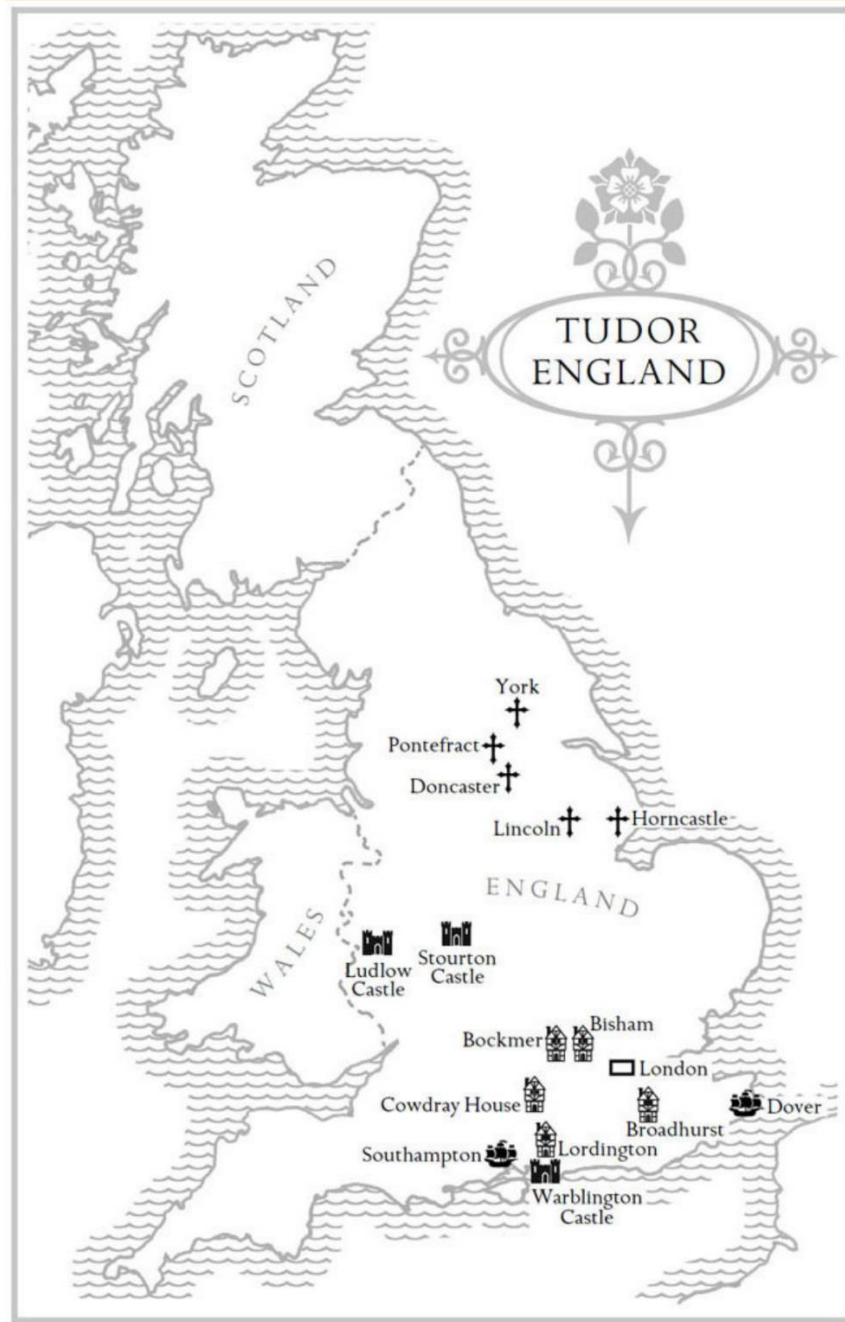 TUDOR
ENGLAND
SCOTLAND
York
Pontefract
Doncaster
Lincoln
Horncastle
ENGLAND
WALES
Ludlow
Castle
Stourton
Castle
Bockmer
Bisham
London
Cowdray House
Broadhurst
Dover
Southampton
Lordington
Warblington
Castle